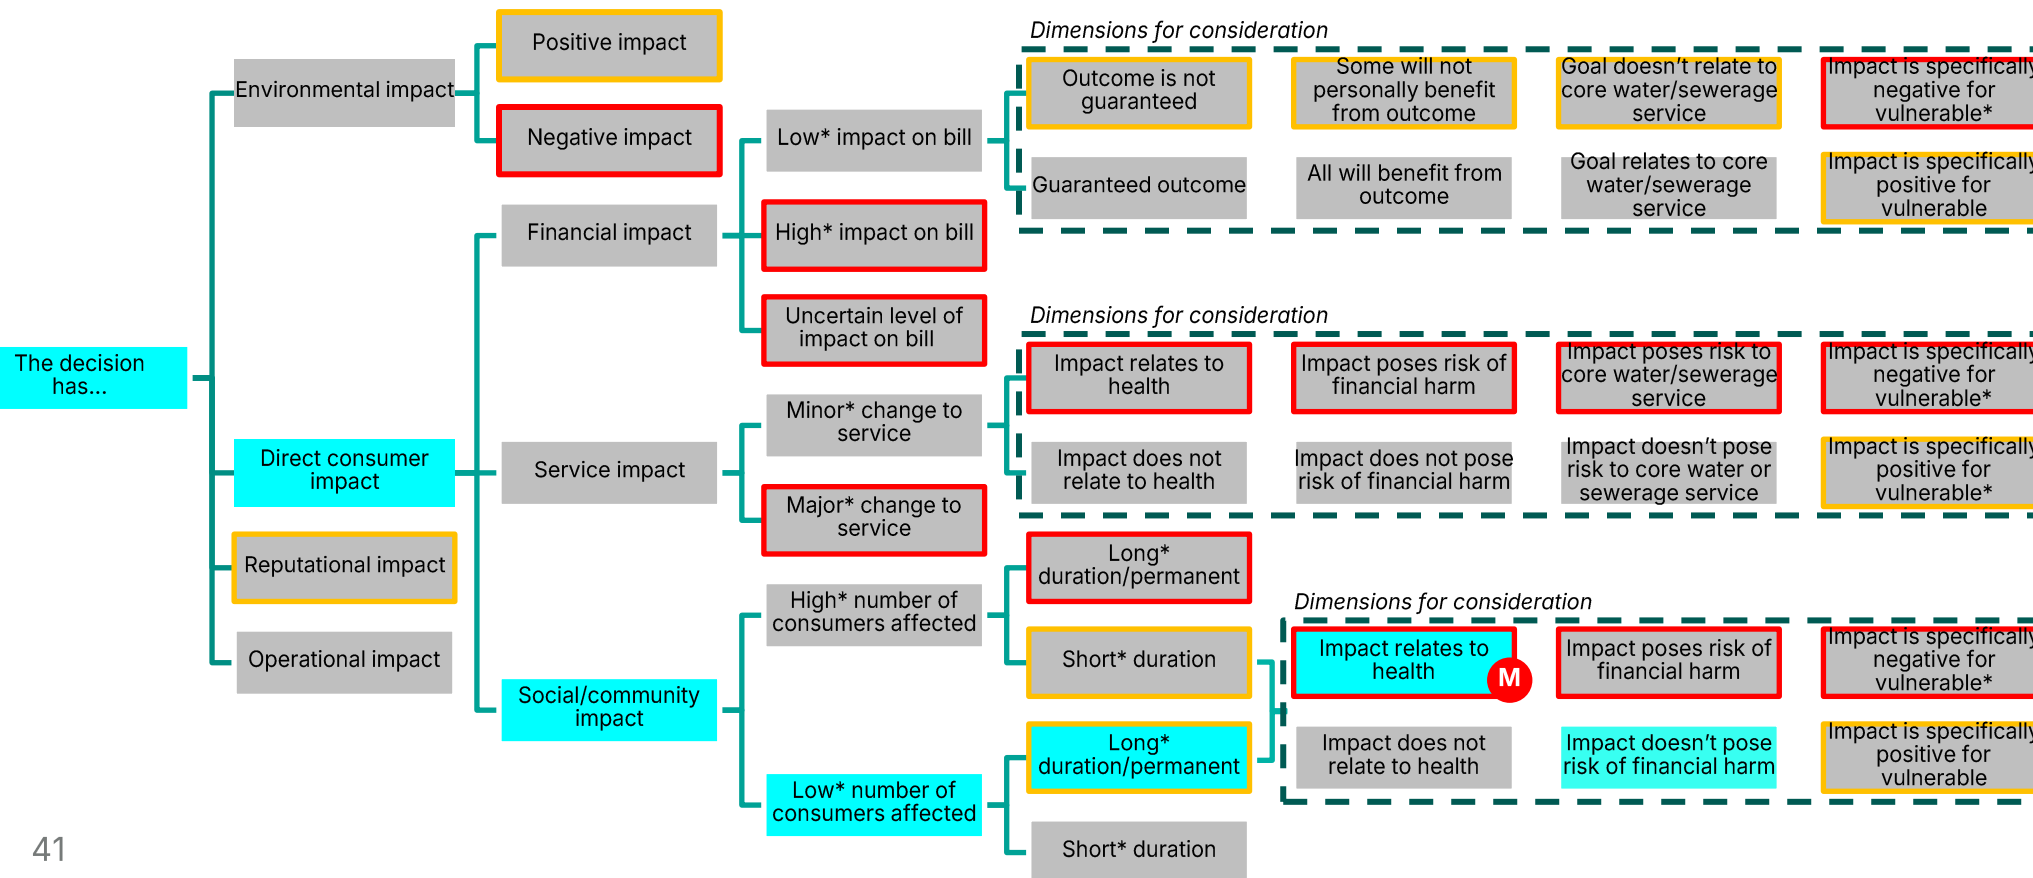 Positive impact
Environmental impact
Negative impact
Financial impact
Low* impact on bill
High* impact on bill
Uncertain level of
impact on bill
Dimensions for consideration
Outcome is not
guaranteed
Some will not
personally benefit
from outcome
Goal doesn’t relate to
core water/sewerage
service
Impact is specifically
negative for
vulnerable*
Guaranteed outcome
All will benefit from
outcome
Goal relates to core
water/sewerage
service
Impact is specifically
positive for
vulnerable
The decision
has...
Direct consumer
impact
Service impact
Minor* change to
service
Major* change to
service
Dimensions for consideration
Impact relates to
health
Impact poses risk of
financial harm
Impact poses risk to
core water/sewerage
service
Impact is specifically
negative for
vulnerable*
Impact does not
relate to health
Impact does not pose
risk of financial harm
Impact doesn’t pose
risk to core water or
sewerage service
Impact is specifically
positive for
vulnerable*
Reputational impact
Operational impact
Social/community
impact
High* number of
consumers affected
Low* number of
consumers affected
Long*
duration/permanent
Short* duration
Long*
duration/permanent
Short* duration
Dimensions for consideration
Impact relates to
health
M
Impact poses risk of
financial harm
Impact is specifically
negative for
vulnerable*
Impact does not
relate to health
Impact doesn’t pose
risk of financial harm
Impact is specifically
positive for
vulnerable
41